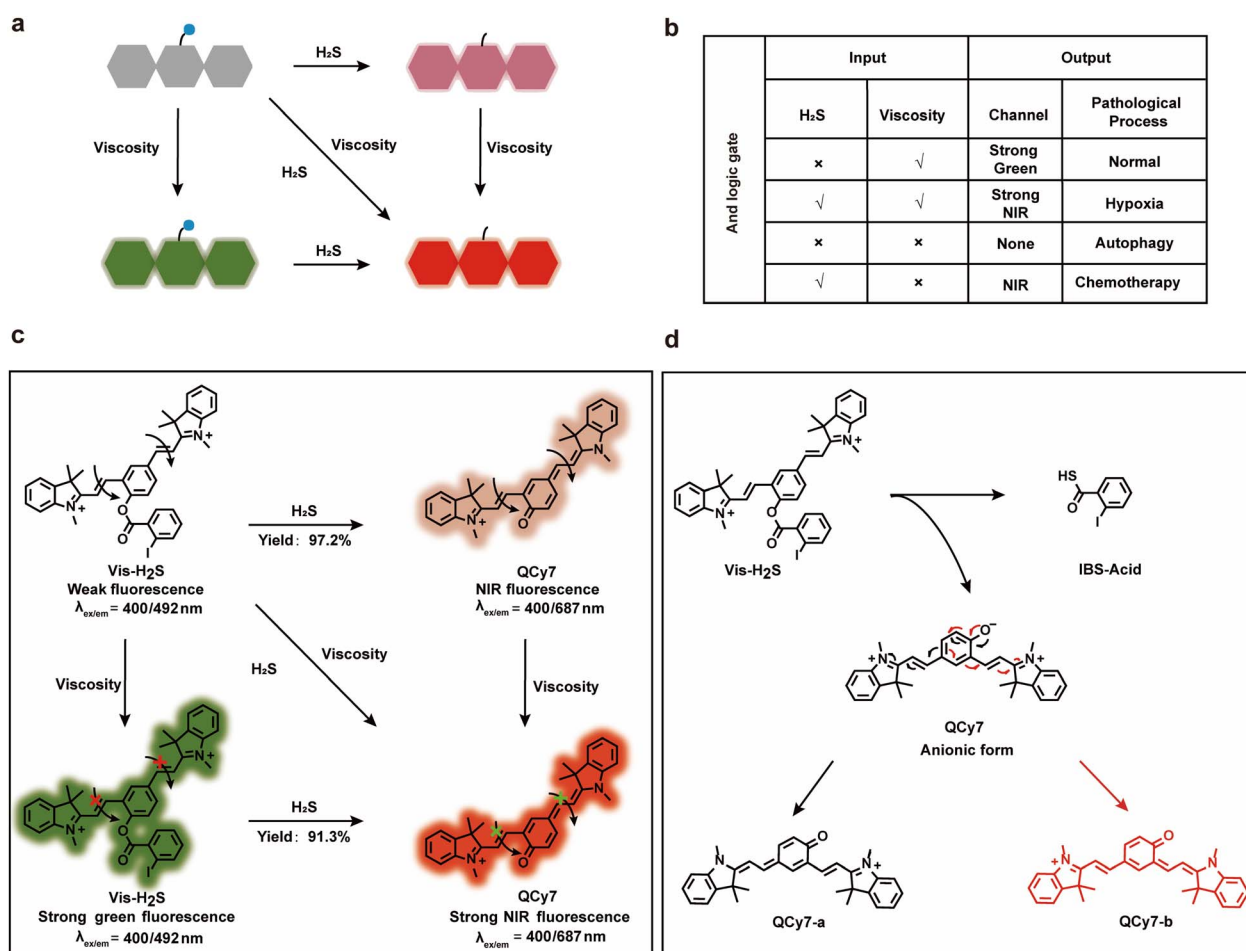 a
H₂S
Viscosity
Viscosity
H₂S
Viscosity
H₂S
b
And logic gate
Input
Output
H₂S
Viscosity
Channel
Pathological
Process
×
√
Strong
Green
Normal
√
√
Strong
NIR
Hypoxia
×
×
None
Autophagy
√
×
NIR
Chemotherapy
c
N
+
N
+
O
O
I
Vis-H₂S
Weak fluorescence
λex/em = 400/492 nm
H₂S
Yield: 97.2%
N
N
+
O
QCy7
NIR fluorescence
λex/em = 400/687 nm
Viscosity
H₂S
Viscosity
Viscosity
N
+
N
+
O
O
I
Vis-H₂S
Strong green fluorescence
λex/em = 400/492 nm
H₂S
Yield: 91.3%
N
N
+
O
QCy7
Strong NIR fluorescence
λex/em = 400/687 nm
d
N
+
N
+
O
O
I
Vis-H₂S
HS
O
I
IBS-Acid
O⁻
N
+
N
+
QCy7
Anionic form
O
N
N
+
QCy7-a
O
N
+
N
QCy7-b